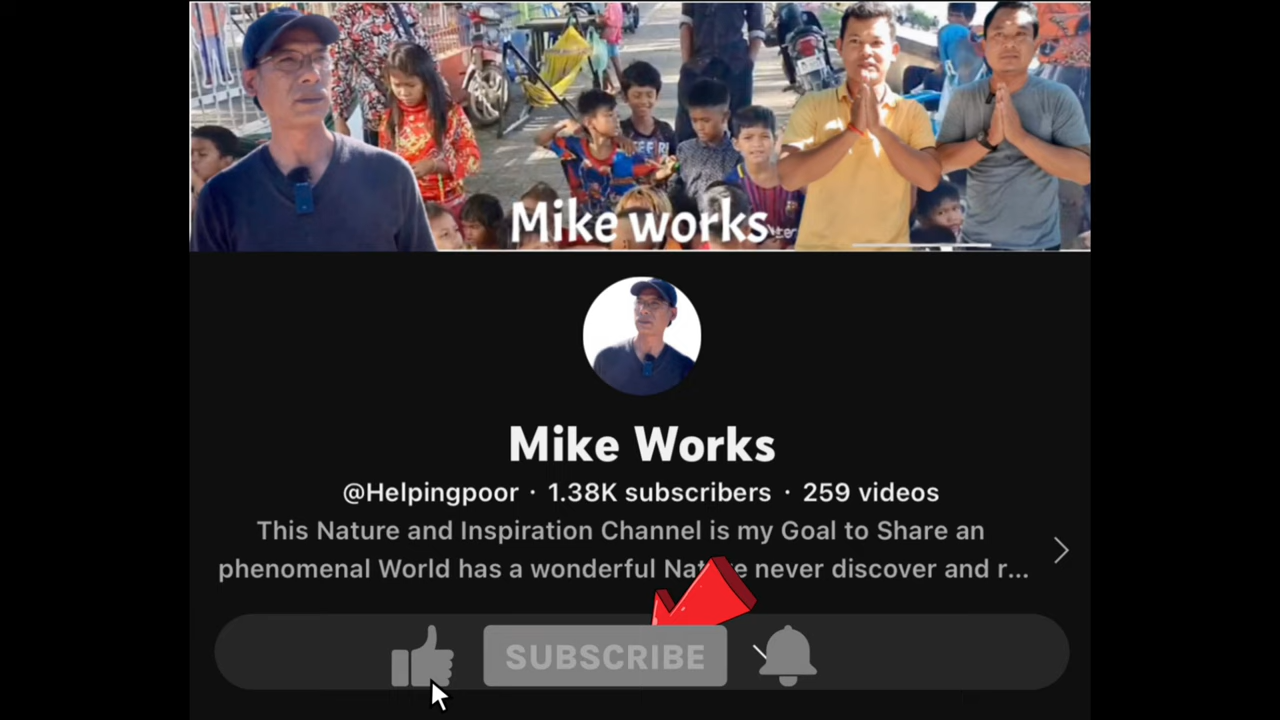 Mike works
Mike Works
@Helpingpoor · 1.38K subscribers · 259 videos
This Nature and Inspiration Channel is my Goal to Share an
phenomenal World has a wonderful Nature never discover and r...
SUBSCRIBE